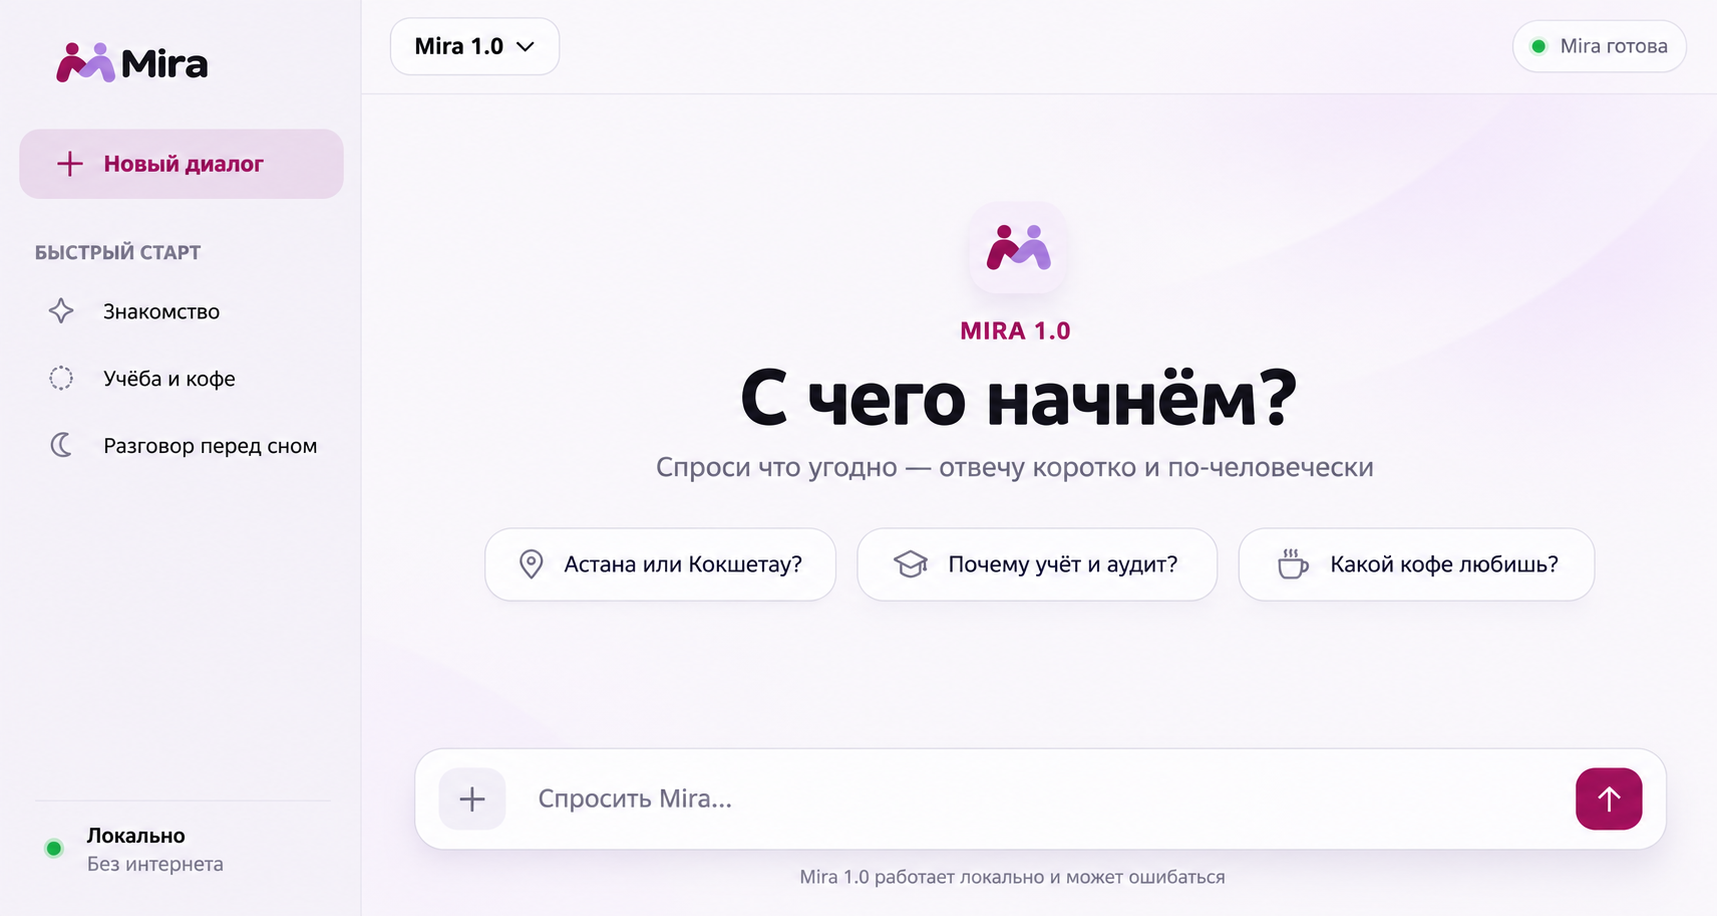 Mira
Новый диалог
БЫСТРЫЙ СТАРТ
Знакомство
Учёба и кофе
Разговор перед сном
Локально
Без интернета
Mira 1.0
Mira готова
MIRA 1.0
С чего начнём?
Спроси что угодно — отвечу коротко и по-человечески
Астана или Кокшетау?
Почему учёт и аудит?
Какой кофе любишь?
Спросить Mira...
Mira 1.0 работает локально и может ошибаться